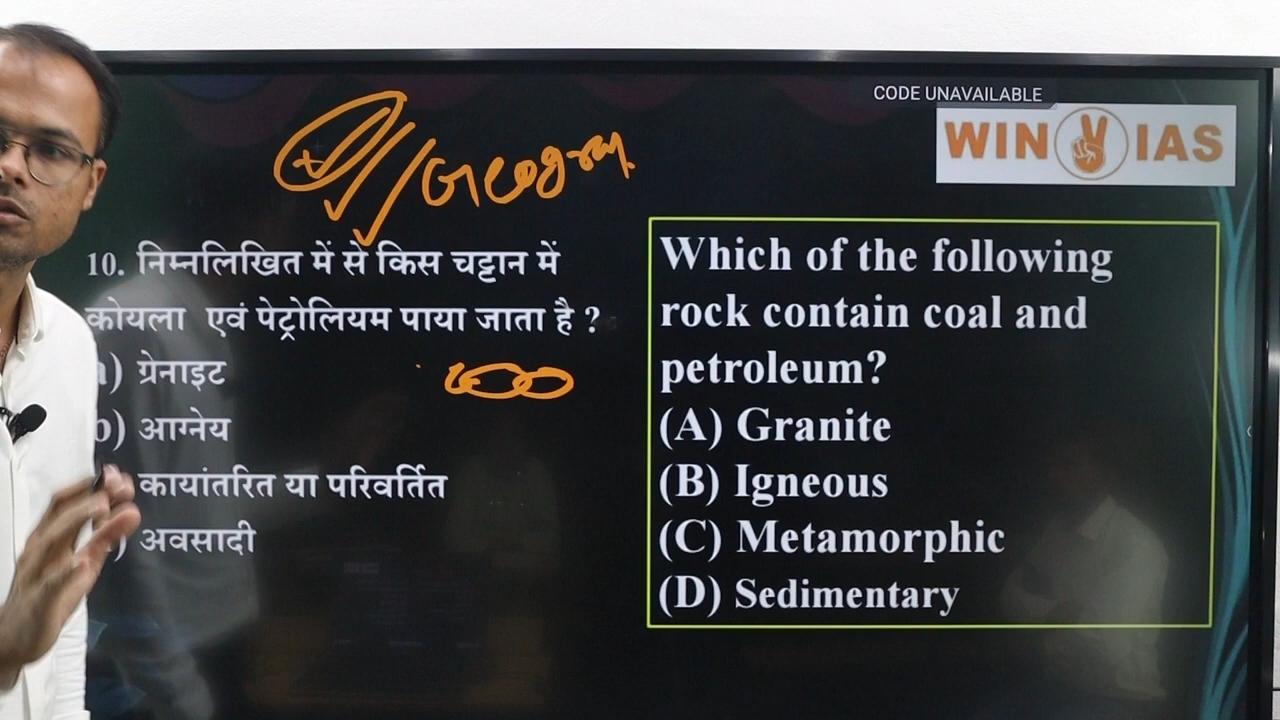 CODE UNAVAILABLE
WIN IAS
10. निम्नलिखित में से किस चट्टान में
कोयला एवं पेट्रोलियम पाया जाता है ?
a) ग्रेनाइट
b) आग्नेय
कायांतरित या परिवर्तित
) अवसादी
Which of the following
rock contain coal and
petroleum?
(A) Granite
(B) Igneous
(C) Metamorphic
(D) Sedimentary